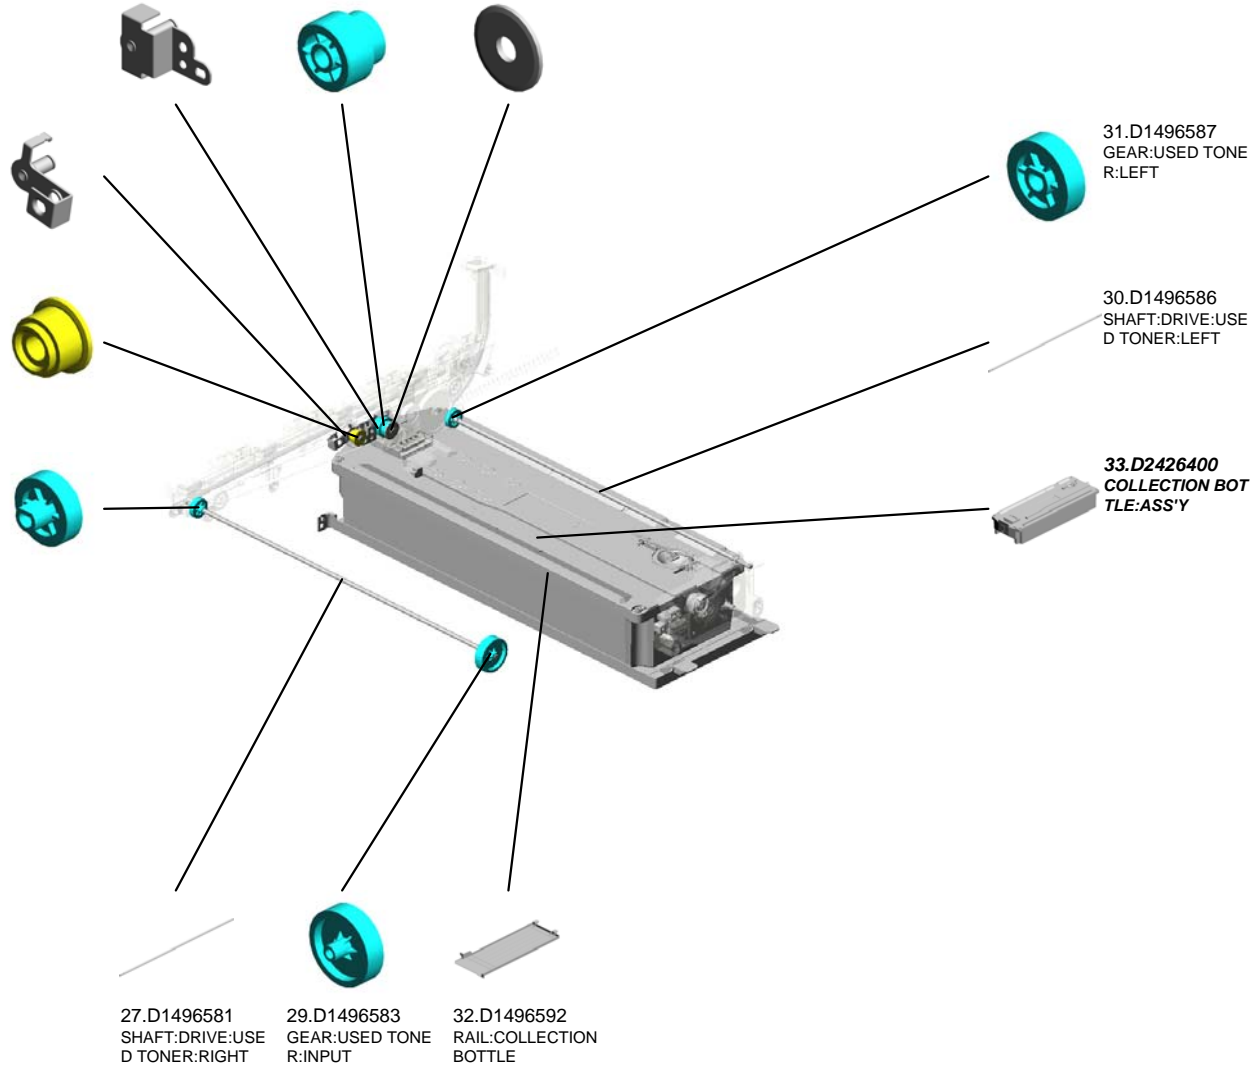 31.D1496587
GEAR:USED TONE
R:LEFT
30.D1496586
SHAFT:DRIVE:USE
D TONER:LEFT
33.D2426400
COLLECTION BOT
TLE:ASS'Y
27.D1496581
SHAFT:DRIVE:USE
D TONER:RIGHT
29.D1496583
GEAR:USED TONE
R:INPUT
32.D1496592
RAIL:COLLECTION
BOTTLE